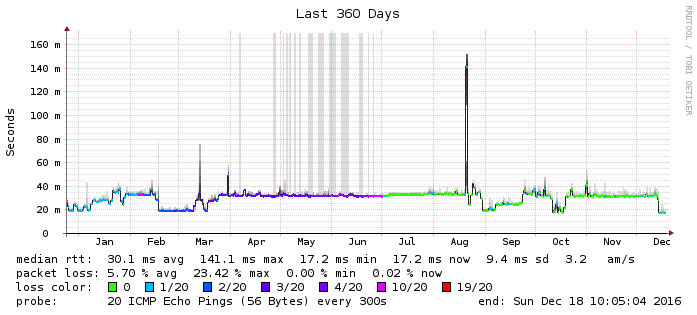 Last 360 Days
RRDTOOL / TOBI OETIKER
Seconds
160 m
140 m
120 m
100 m
80 m
60 m
40 m
20 m
0
Jan Feb Mar Apr May Jun Jul Aug Sep Oct Nov Dec
median rtt: 30.1 ms avg 141.1 ms max 17.2 ms min 17.2 ms now 9.4 ms sd 3.2 am/s
packet loss: 5.70 % avg 23.42 % max 0.00 % min 0.02 % now
loss color: 0 1/20 2/20 3/20 4/20 10/20 19/20
probe: 20 ICMP Echo Pings (56 Bytes) every 300s end: Sun Dec 18 10:05:04 2016